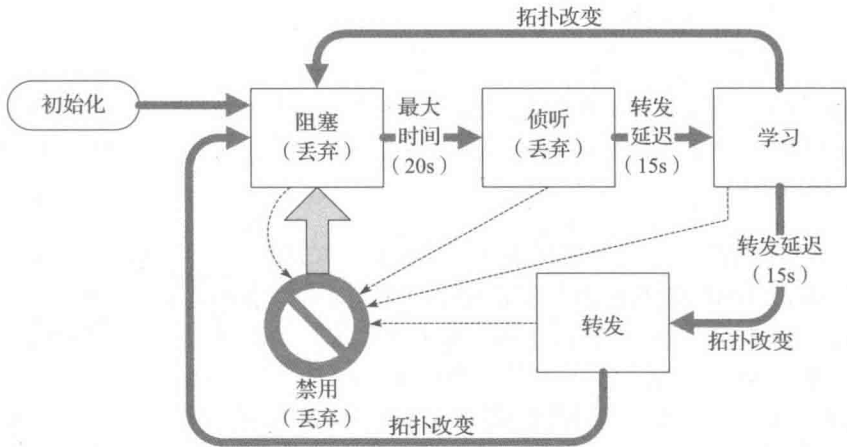 拓扑改变
初始化
阻塞
（丢弃）
最大
时间
（20s）
侦听
（丢弃）
转发
延迟
（15s）
学习
转发延迟
（15s）
转发
拓扑改变
禁用
（丢弃）
拓扑改变